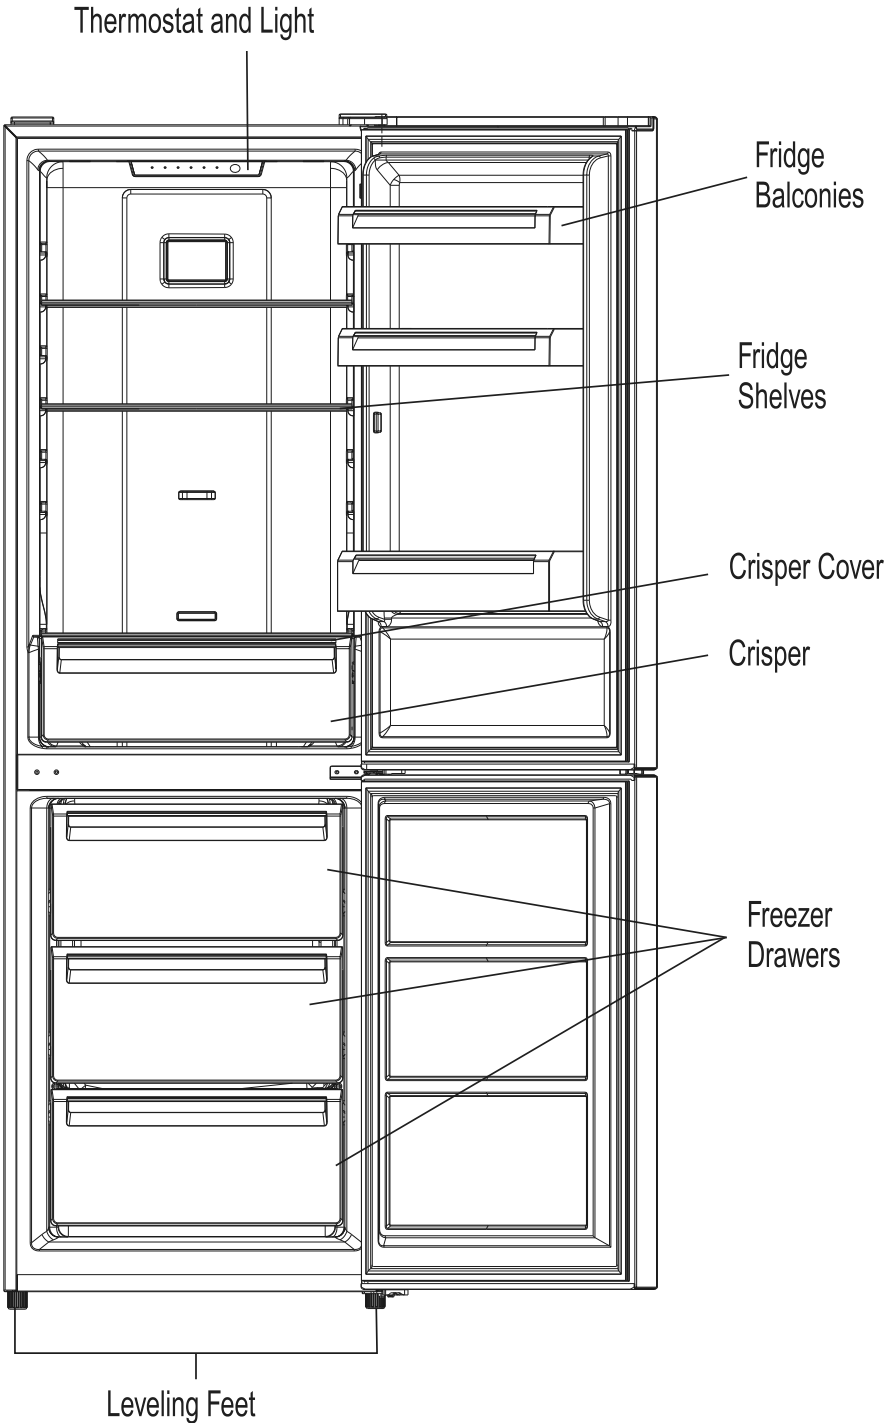 Thermostat and Light
Fridge
Balconies
Fridge
Shelves
Crisper Cover
Crisper
Freezer
Drawers
Leveling Feet